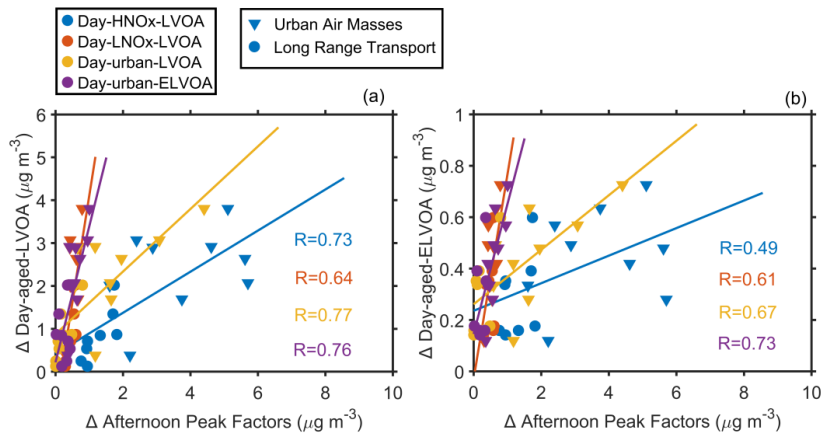 Day-HNOx-LVOA
Day-LNOx-LVOA
Day-urban-LVOA
Day-urban-ELVOA
Urban Air Masses
Long Range Transport
(a)
6
5
4
3
2
1
0
Δ Day-aged-LVOA (μg m⁻³)
R=0.73
R=0.64
R=0.77
R=0.76
0 2 4 6 8 10
Δ Afternoon Peak Factors (μg m⁻³)
(b)
1
0.8
0.6
0.4
0.2
0
Δ Day-aged-ELVOA (μg m⁻³)
R=0.49
R=0.61
R=0.67
R=0.73
0 2 4 6 8 10
Δ Afternoon Peak Factors (μg m⁻³)